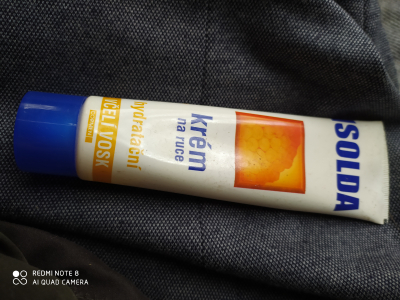 ISOLDA
krém
na ruce
hydratační
VČELÍ VOSK
REDMI NOTE 8
AI QUAD CAMERA